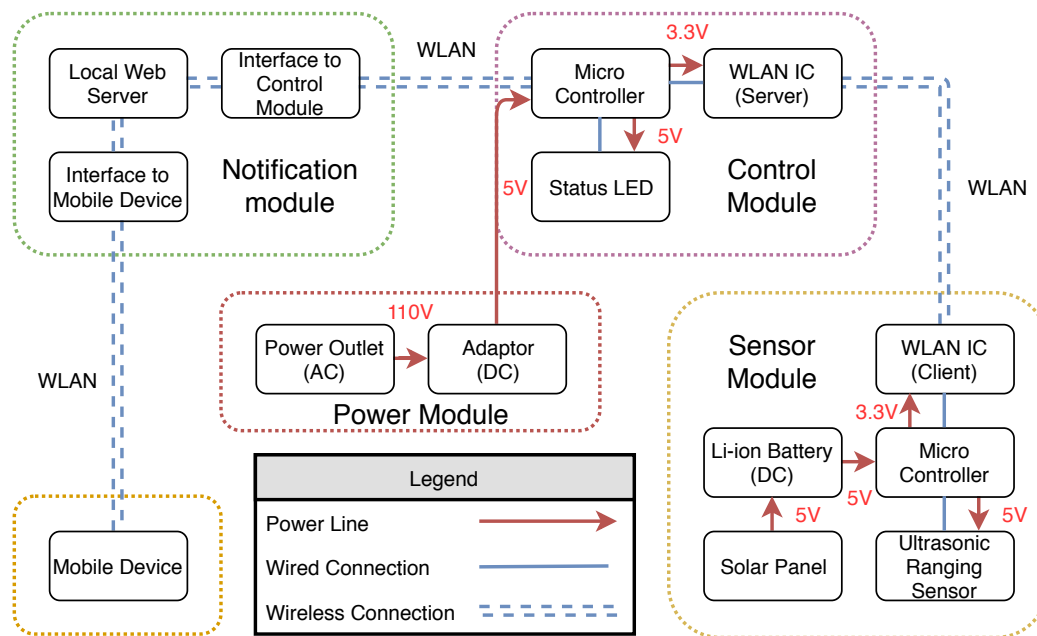 WLAN
3.3V
Local Web
Server
Interface to
Control
Module
Micro
Controller
WLAN IC
(Server)
5V
Interface to
Mobile Device
Notification
module
5V
Status LED
Control
Module
WLAN
110V
Power Outlet
(AC)
Adaptor
(DC)
Power Module
Sensor
Module
WLAN IC
(Client)
WLAN
3.3V
Li-ion Battery
(DC)
Micro
Controller
5V
5V
5V
Solar Panel
Ultrasonic
Ranging
Sensor
Mobile Device
Legend
Power Line
Wired Connection
Wireless Connection